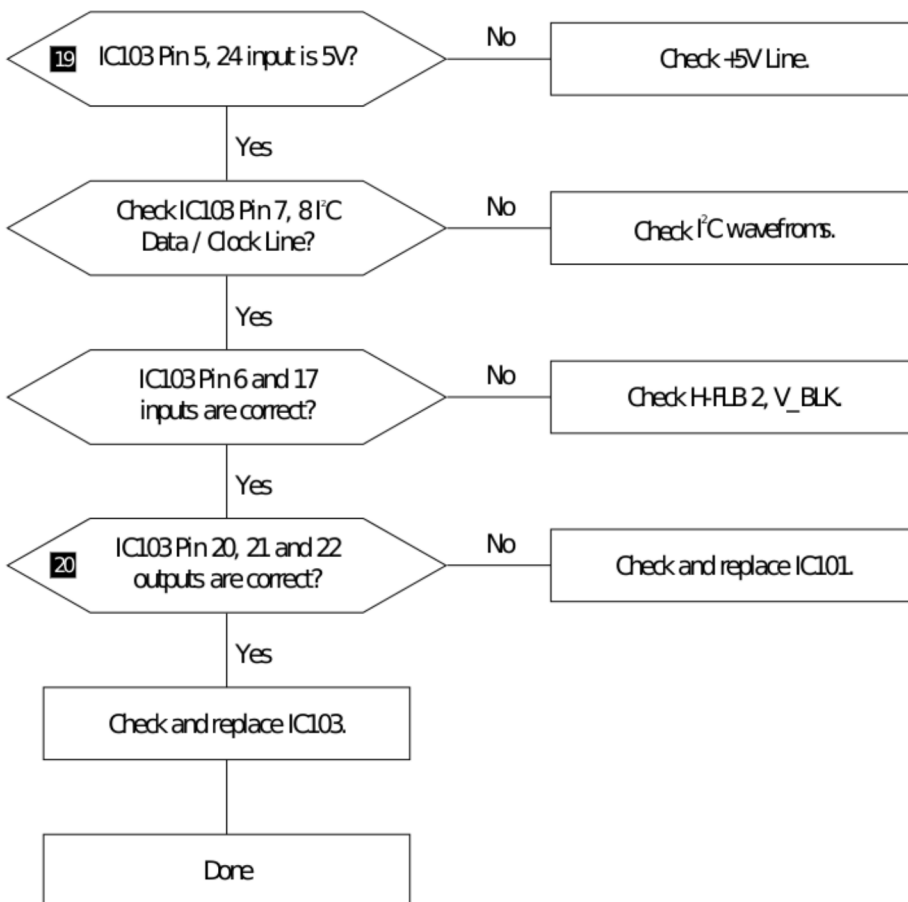 19 IC103 Pin 5, 24 input is 5V?
No
Check +5V Line.
Yes
Check IC103 Pin 7, 8 I²C
Data / Clock Line?
No
Check I²C wavefroms.
Yes
IC103 Pin 6 and 17
inputs are correct?
No
Check H-FLB 2, V_BLK.
Yes
20 IC103 Pin 20, 21 and 22
outputs are correct?
No
Check and replace IC101.
Yes
Check and replace IC103.
Done